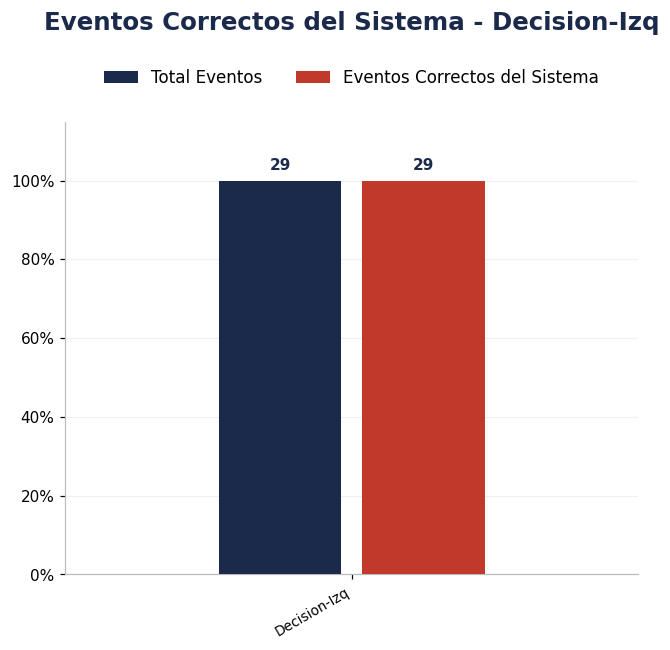 Eventos Correctos del Sistema - Decision-Izq
Total Eventos
Eventos Correctos del Sistema
29
29
100%
80%
60%
40%
20%
0%
Decision-Izq